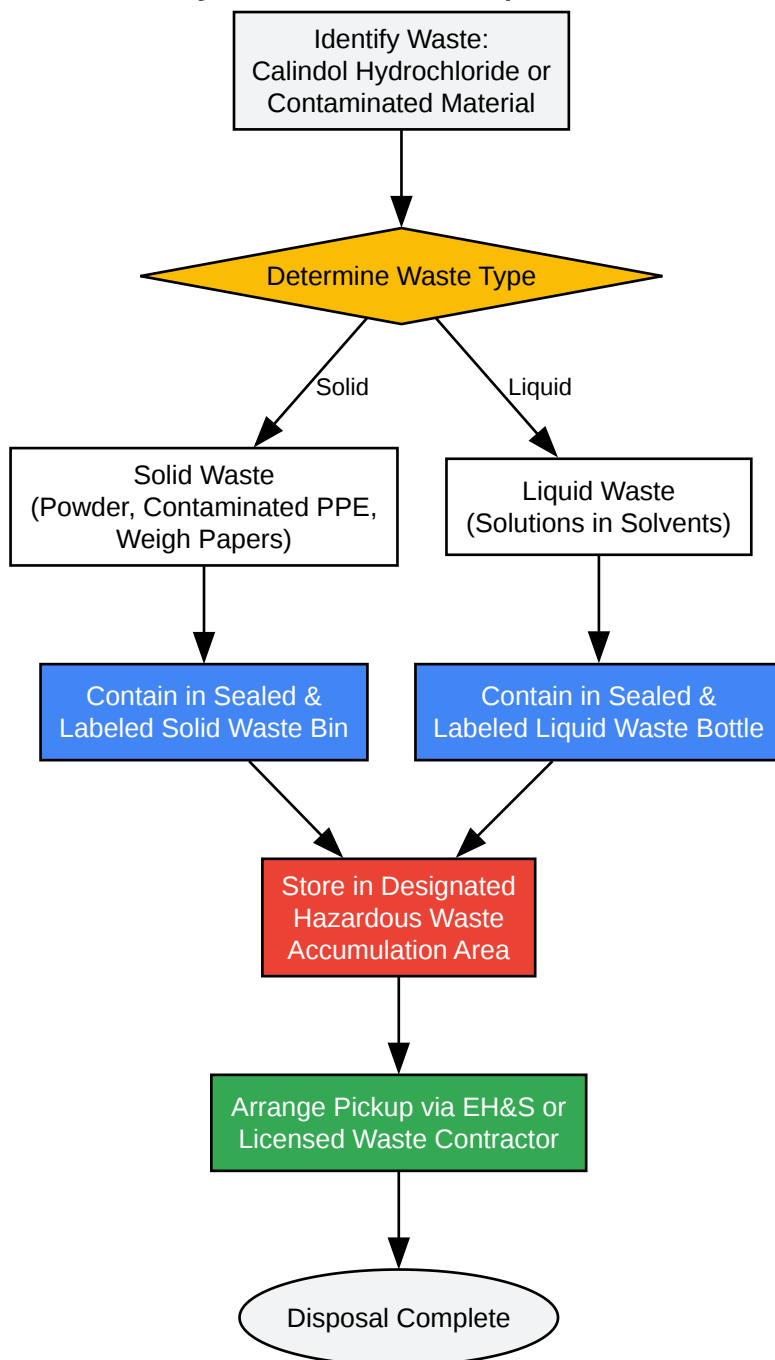 Identify Waste:
Calindol Hydrochloride or
Contaminated Material
Determine Waste Type
Solid
Liquid
Solid Waste
(Powder, Contaminated PPE,
Weigh Papers)
Liquid Waste
(Solutions in Solvents)
Contain in Sealed &
Labeled Solid Waste Bin
Contain in Sealed &
Labeled Liquid Waste Bottle
Store in Designated
Hazardous Waste
Accumulation Area
Arrange Pickup via EH&S or
Licensed Waste Contractor
Disposal Complete